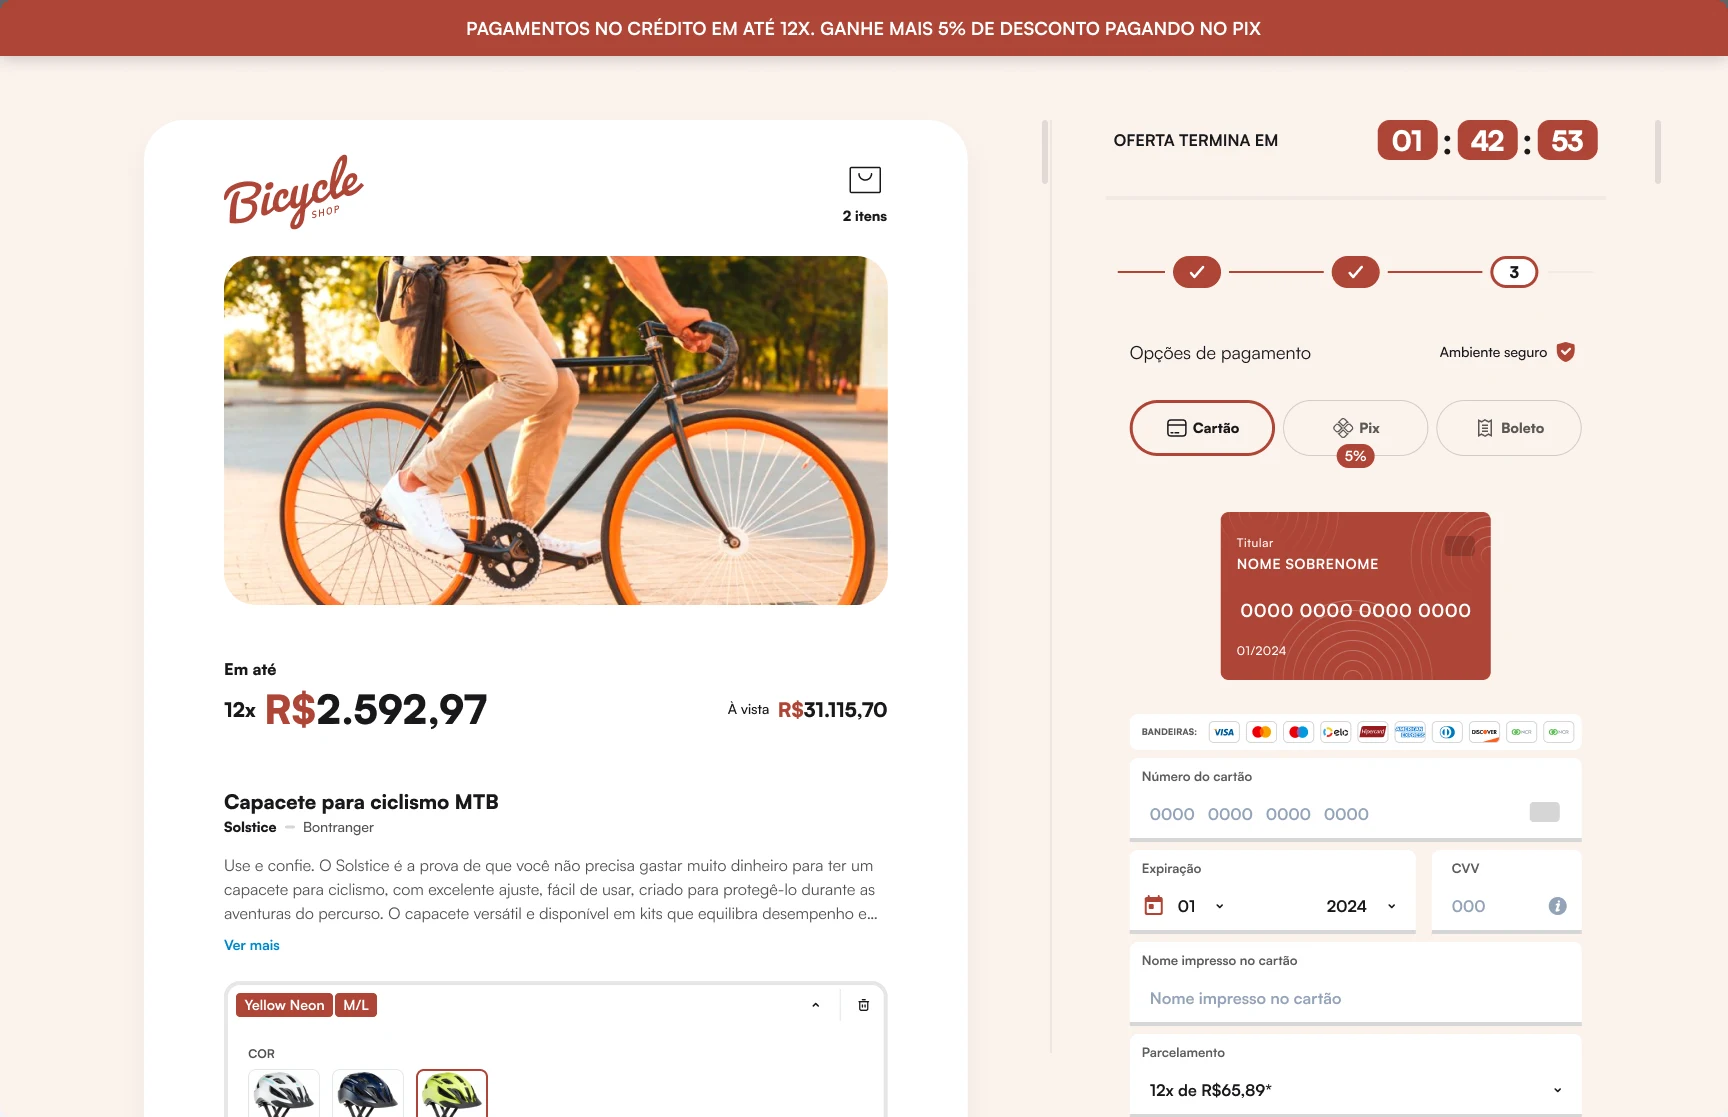 PAGAMENTOS NO CRÉDITO EM ATÉ 12X. GANHE MAIS 5% DE DESCONTO PAGANDO NO PIX
Bicycle
SHOP
2 itens
Em até
12x R$2.592,97
À vista R$31.115,70
Capacete para ciclismo MTB
Solstice — Bontranger
Use e confie. O Solstice é a prova de que você não precisa gastar muito dinheiro para ter um
capacete para ciclismo, com excelente ajuste, fácil de usar, criado para protegê-lo durante as
aventuras do percurso. O capacete versátil e disponível em kits que equilibra desempenho e...
Ver mais
Yellow Neon M/L
COR
OFERTA TERMINA EM 01 : 42 : 53
3
Opções de pagamento
Ambiente seguro
Cartão
Pix
5%
Boleto
Titular
NOME SOBRENOME
0000 0000 0000 0000
01/2024
BANDEIRAS: VISA elo Hipercard AMERICAN EXPRESS DISCOVER
Número do cartão
0000 0000 0000 0000
Expiração
01 2024
CVV
000
Nome impresso no cartão
Nome impresso no cartão
Parcelamento
12x de R$65,89*